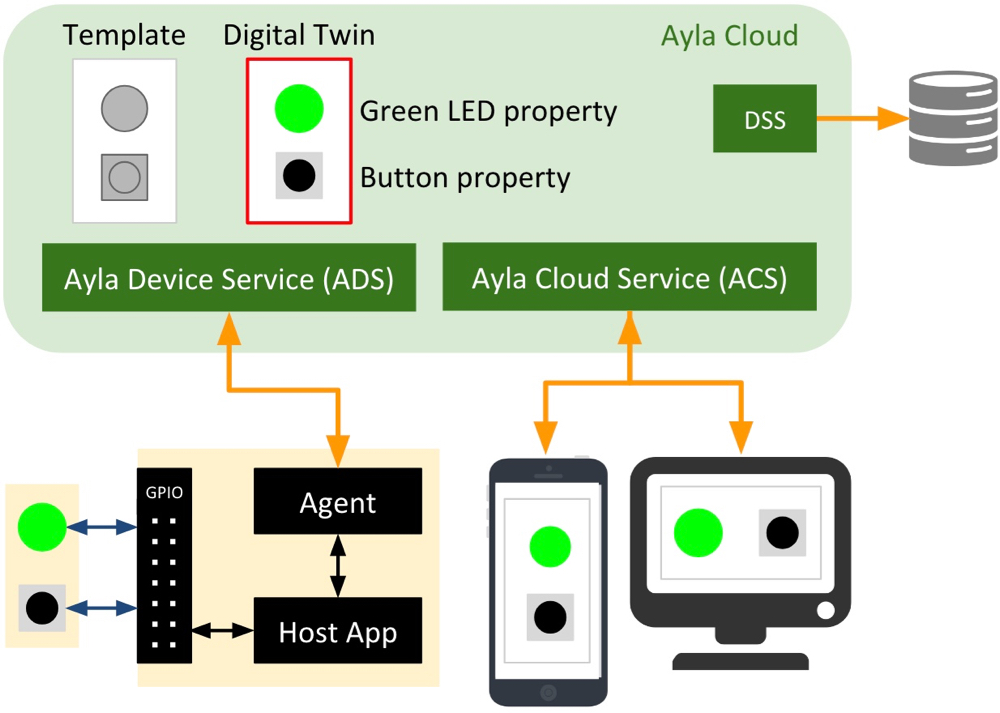 Template
Digital Twin
Ayla Cloud
Green LED property
DSS
Button property
Ayla Device Service (ADS)
Ayla Cloud Service (ACS)
GPIO
Agent
Host App